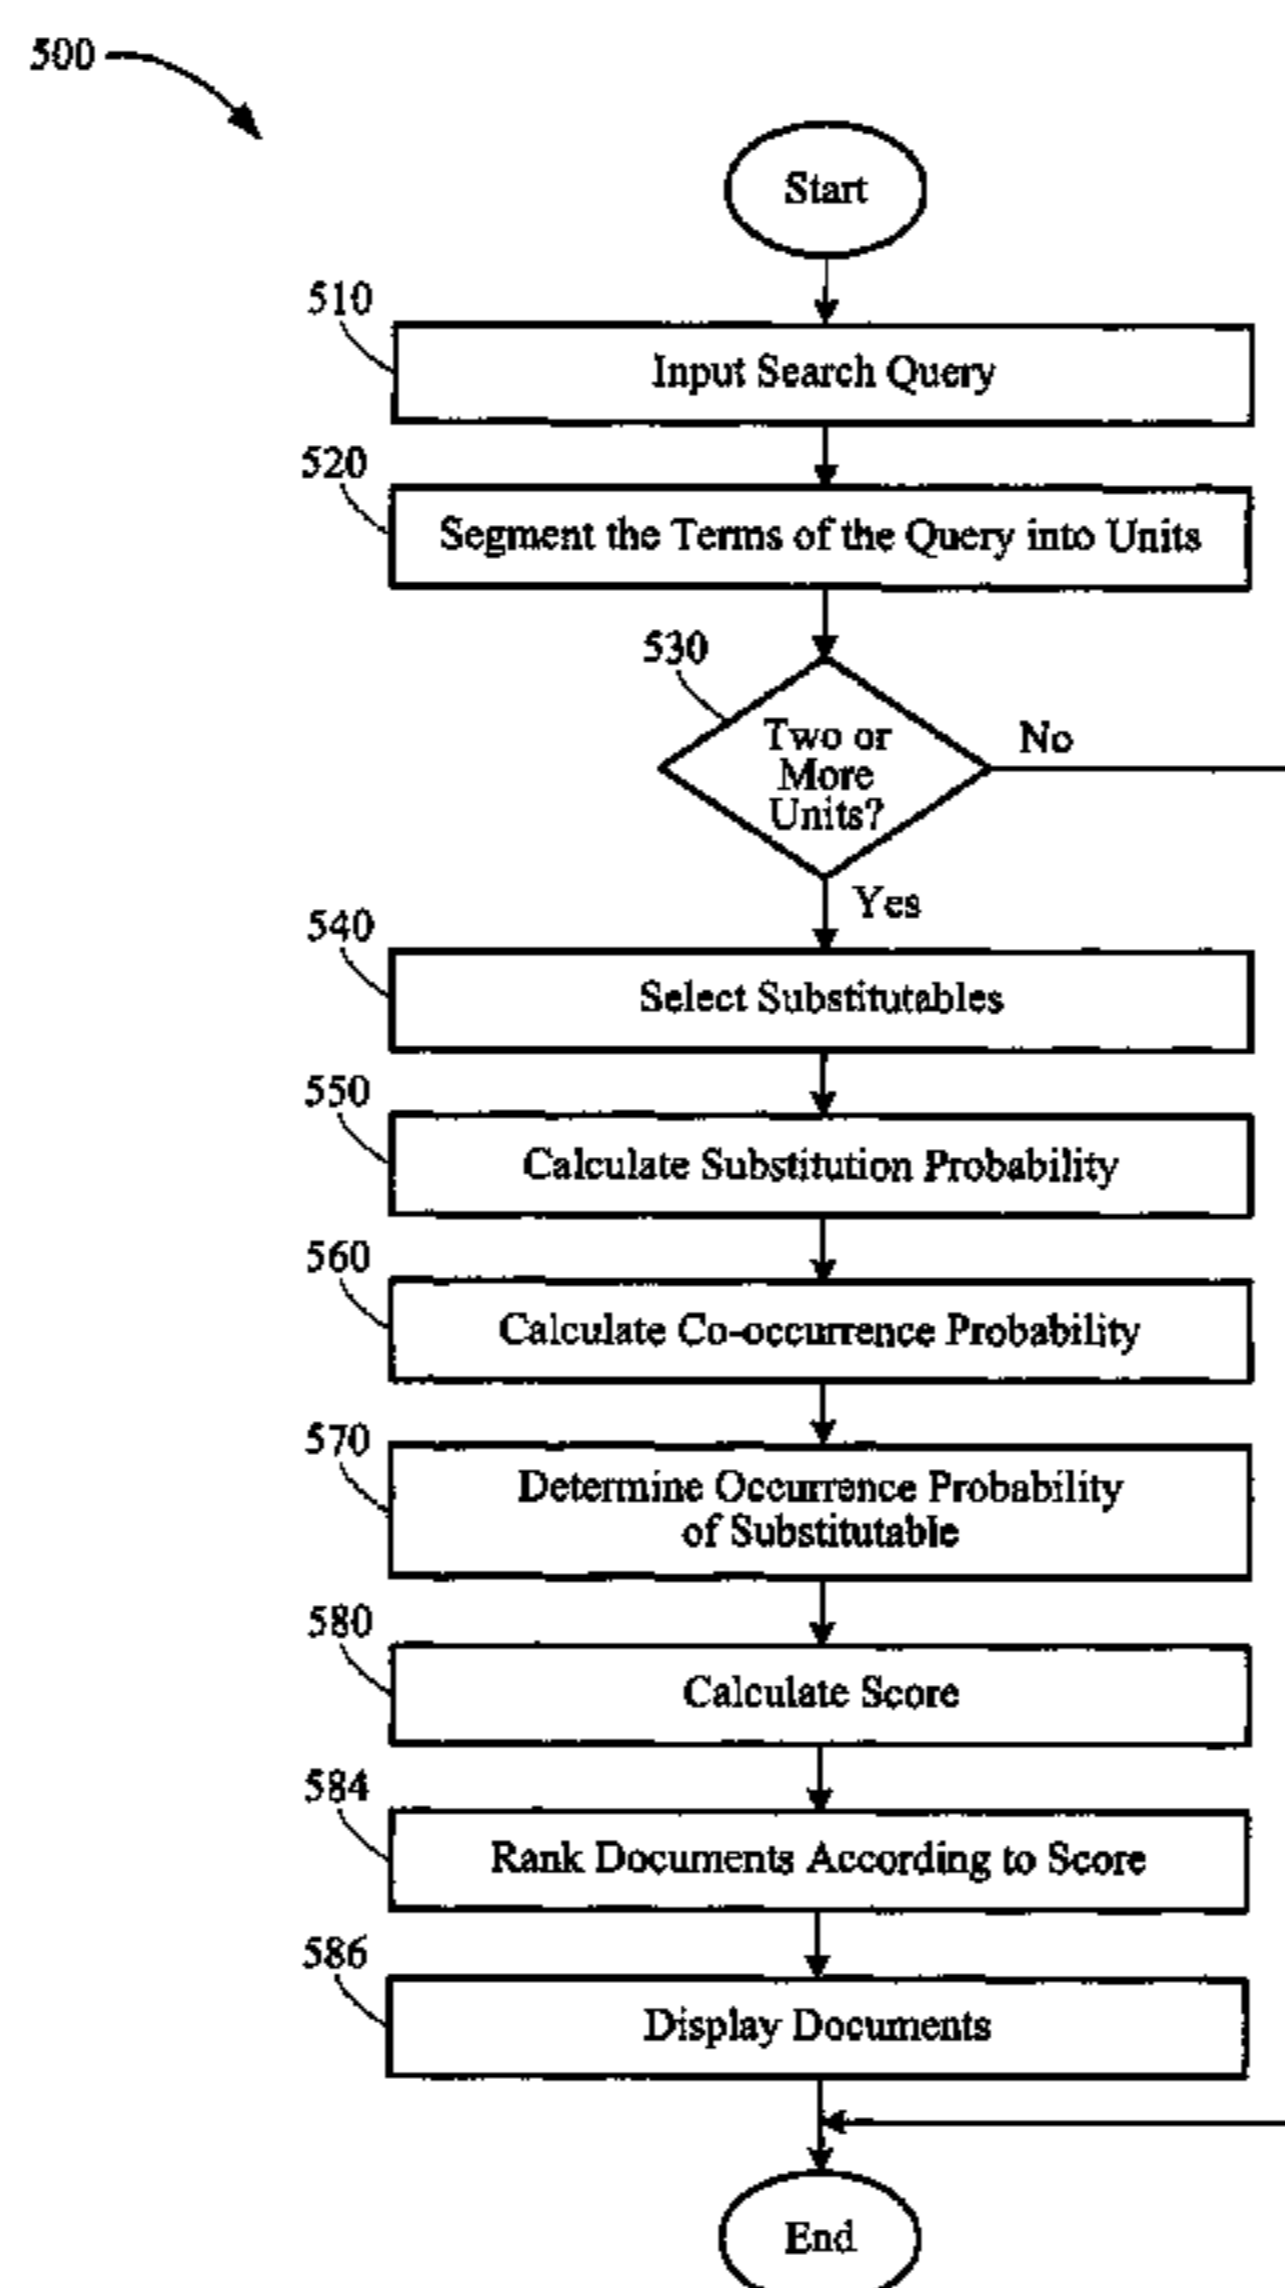 500
Start
510
Input Search Query
520
Segment the Terms of the Query into Units
530
Two or
More
Units?
No
Yes
540
Select Substitutables
550
Calculate Substitution Probability
560
Calculate Co-occurrence Probability
570
Determine Occurrence Probability
of Substitutable
580
Calculate Score
584
Rank Documents According to Score
586
Display Documents
End